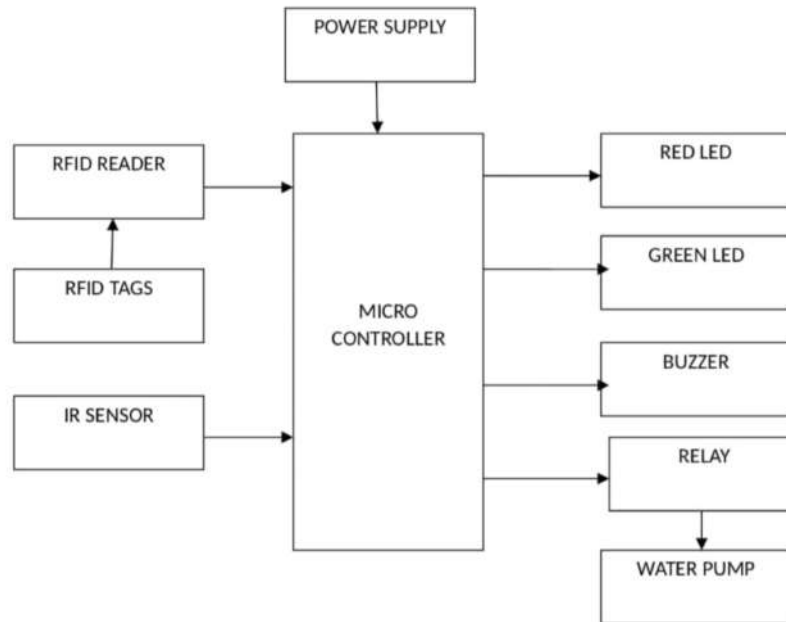 POWER SUPPLY
RFID READER
RED LED
GREEN LED
RFID TAGS
MICRO
CONTROLLER
BUZZER
IR SENSOR
RELAY
WATER PUMP